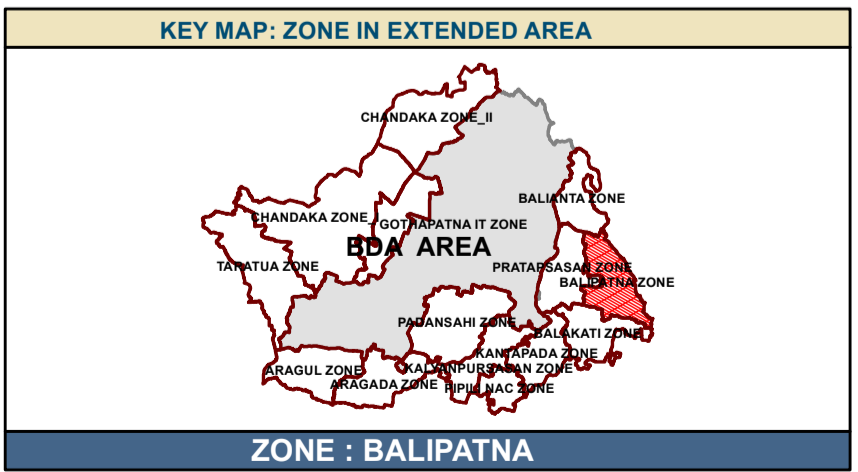 KEY MAP: ZONE IN EXTENDED AREA
CHANDAKA ZONE_II
BALIANTA ZONE
CHANDAKA ZONE_I
GOTHAPATNA IT ZONE
BDA AREA
TARATUA ZONE
PRATAPSASAN ZONE
BALIPATNA ZONE
PADANSAHI ZONE
BALAKATI ZONE
KANTAPADA ZONE
ARAGUL ZONE
KALYANPURSASAN ZONE
ARAGADA ZONE
PIPILI NAC ZONE
ZONE : BALIPATNA